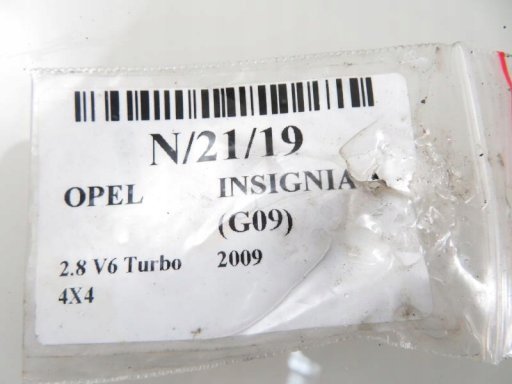 N/21/19
OPEL INSIGNIA
(G09)
2.8 V6 Turbo 2009
4X4